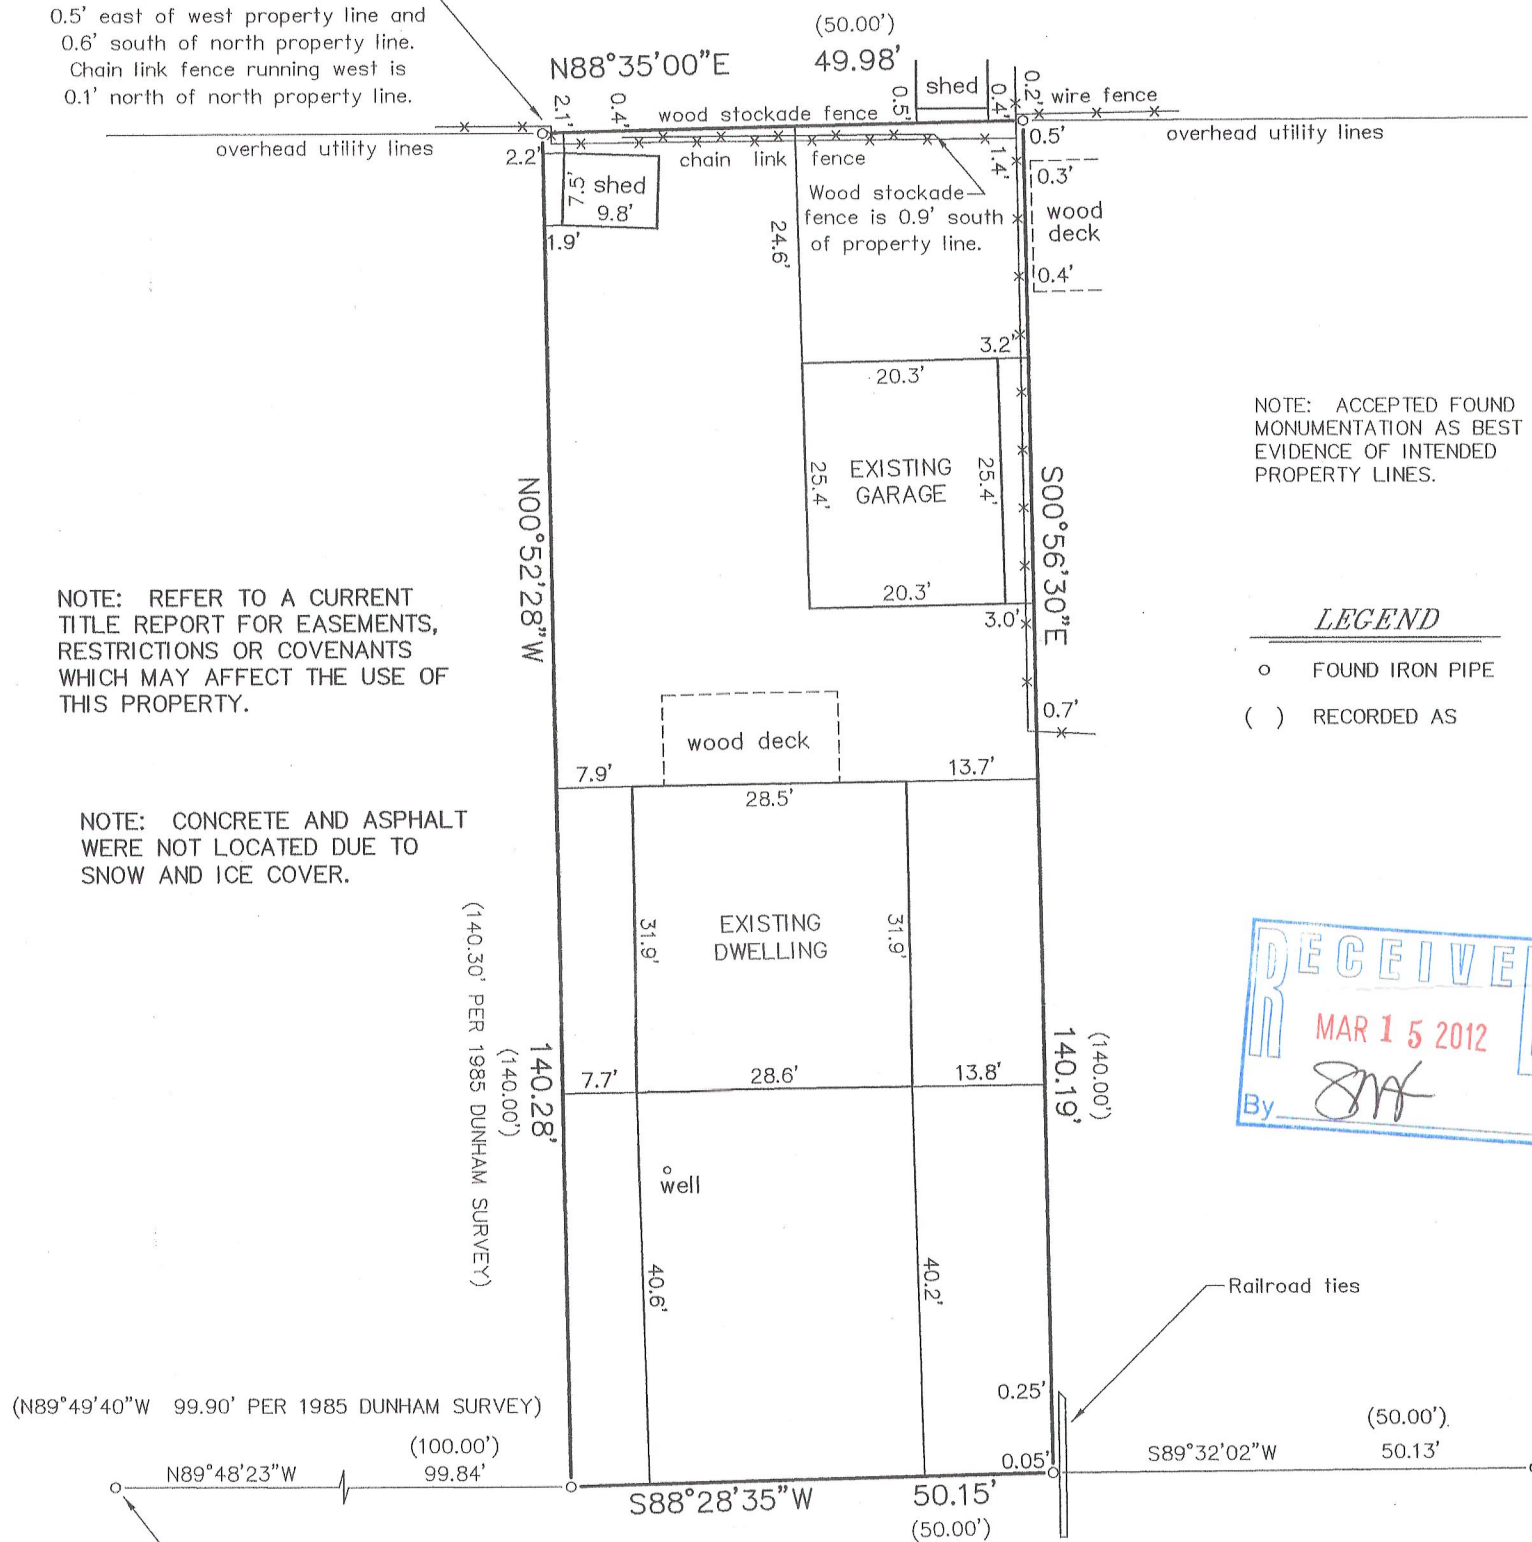 0.5' east of west property line and
0.6' south of north property line.
Chain link fence running west is
0.1' north of north property line.
(50.00')
N88°35'00"E
49.98'
2.1'
0.4'
wood stockade fence
0.5'
shed
0.4'
0.2'
wire fence
overhead utility lines
2.2'
chain link fence
1.4'
0.5'
overhead utility lines
7.5'
shed
9.8'
1.9'
Wood stockade
fence is 0.9' south
of property line.
24.6'
0.3'
wood
deck
0.4'
3.2'
20.3'
25.4'
EXISTING
GARAGE
25.4'
20.3'
3.0'
N00°52'28"W
S00°56'30"E
NOTE: ACCEPTED FOUND
MONUMENTATION AS BEST
EVIDENCE OF INTENDED
PROPERTY LINES.
NOTE: REFER TO A CURRENT
TITLE REPORT FOR EASEMENTS,
RESTRICTIONS OR COVENANTS
WHICH MAY AFFECT THE USE OF
THIS PROPERTY.
LEGEND
o FOUND IRON PIPE
( ) RECORDED AS
0.7'
wood deck
7.9'
28.5'
13.7'
NOTE: CONCRETE AND ASPHALT
WERE NOT LOCATED DUE TO
SNOW AND ICE COVER.
31.9'
EXISTING
DWELLING
31.9'
(140.30' PER 1985 DUNHAM SURVEY)
(140.00')
140.28'
7.7'
28.6'
13.8'
140.19'
(140.00')
RECEIVE
MAR 15 2012
By
well
40.6'
40.2'
Railroad ties
0.25'
(N89°49'40"W 99.90' PER 1985 DUNHAM SURVEY)
(100.00')
N89°48'23"W
99.84'
0.05'
(50.00')
S89°32'02"W
50.13'
S88°28'35"W
50.15'
(50.00')